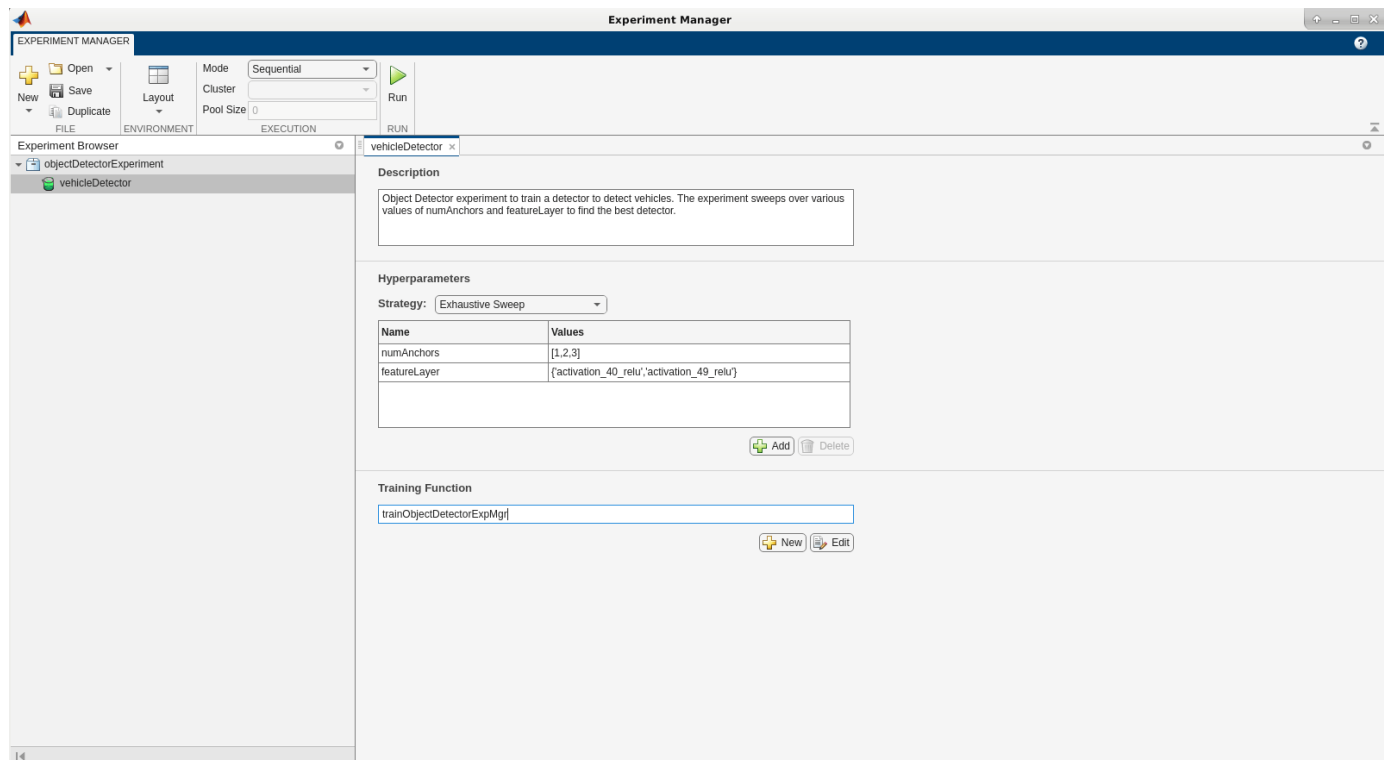 Experiment Manager
EXPERIMENT MANAGER
?
New
Open
Save
Duplicate
FILE
Layout
ENVIRONMENT
Mode Sequential
Cluster
Pool Size 0
EXECUTION
Run
RUN
Experiment Browser
objectDetectorExperiment
vehicleDetector
vehicleDetector ×
Description
Object Detector experiment to train a detector to detect vehicles. The experiment sweeps over various
values of numAnchors and featureLayer to find the best detector.
Hyperparameters
Strategy: Exhaustive Sweep
Name Values
numAnchors [1,2,3]
featureLayer {'activation_40_relu','activation_49_relu'}
Add Delete
Training Function
trainObjectDetectorExpMgr
New Edit